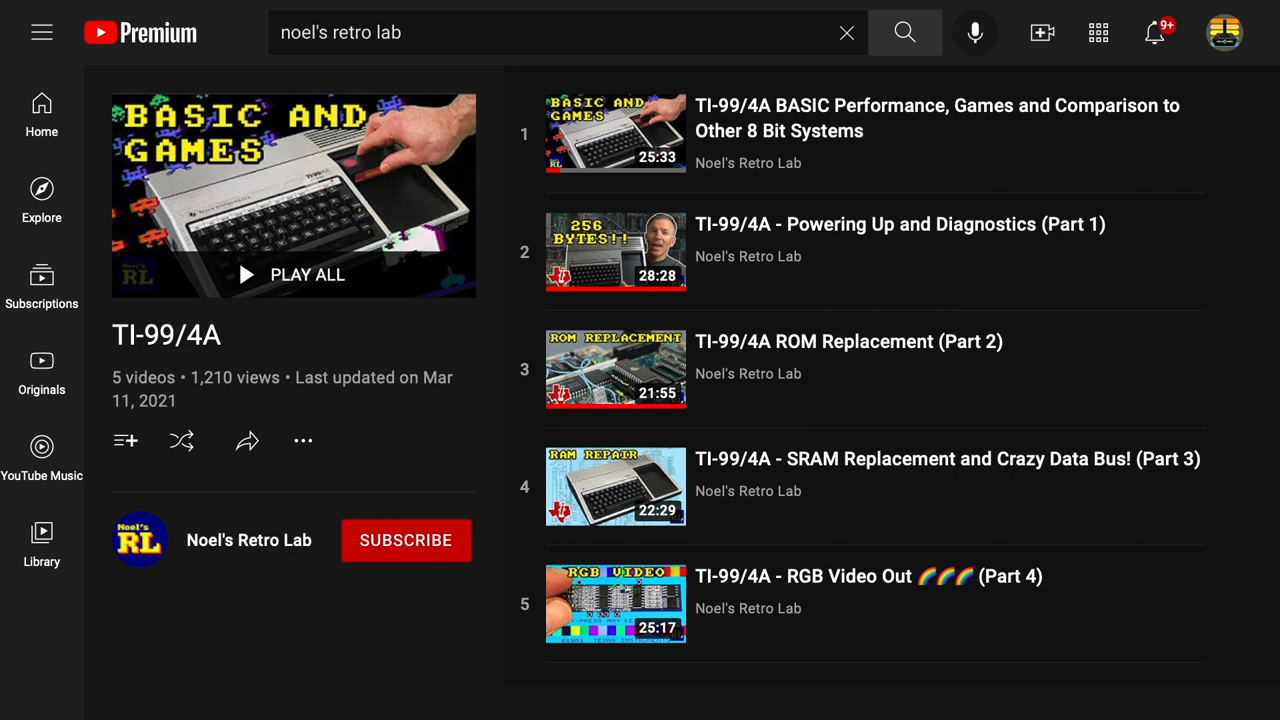 Premium
noel's retro lab
9+
Home
Explore
Subscriptions
Originals
YouTube Music
Library
BASIC AND
GAMES
Noel's
RL
PLAY ALL
TI-99/4A
5 videos • 1,210 views • Last updated on Mar
11, 2021
Noel's
RL
Noel's Retro Lab
SUBSCRIBE
1
BASIC AND
GAMES
RL
25:33
TI-99/4A BASIC Performance, Games and Comparison to
Other 8 Bit Systems
Noel's Retro Lab
2
256
BYTES!!
28:28
TI-99/4A - Powering Up and Diagnostics (Part 1)
Noel's Retro Lab
3
ROM REPLACEMENT
21:55
TI-99/4A ROM Replacement (Part 2)
Noel's Retro Lab
4
RAM REPAIR
22:29
TI-99/4A - SRAM Replacement and Crazy Data Bus! (Part 3)
Noel's Retro Lab
5
RGB VIDEO
25:17
TI-99/4A - RGB Video Out 🌈🌈🌈 (Part 4)
Noel's Retro Lab